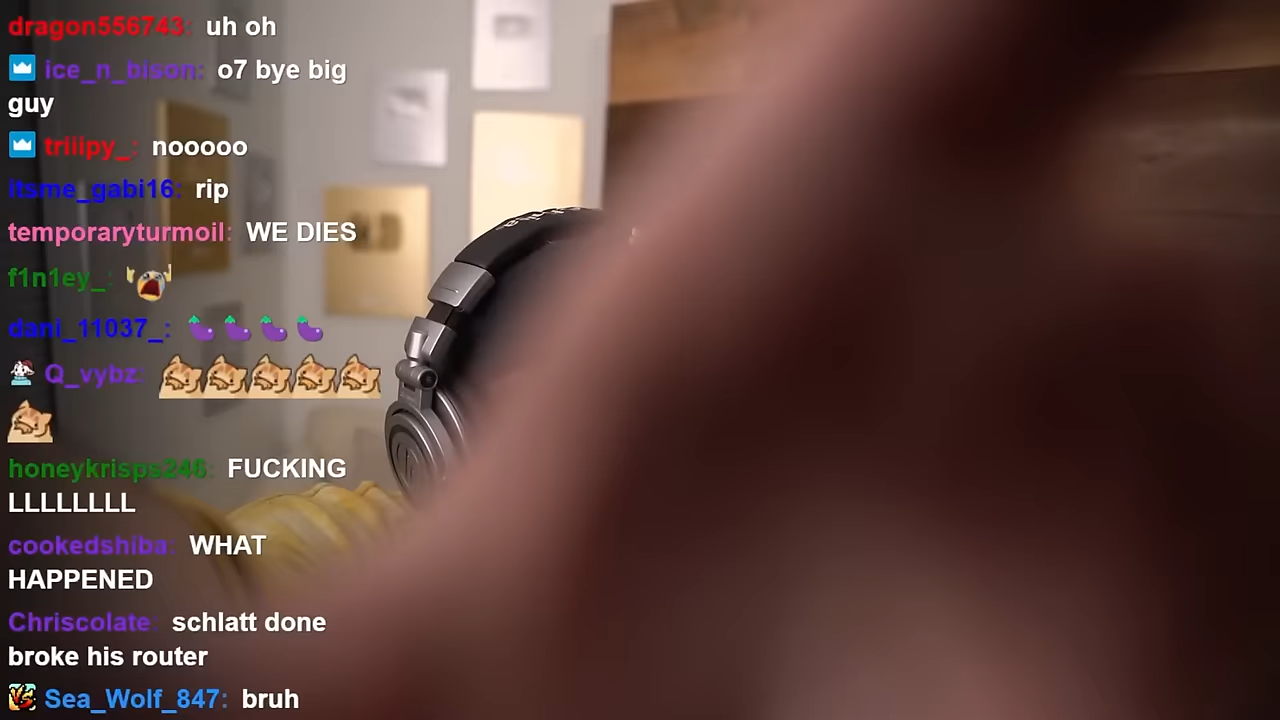 dragon556743: uh oh
ice_n_bison: o7 bye big
guy
triiipy_: nooooo
itsme_gabi16: rip
temporaryturmoil: WE DIES
f1n1ey_:
dani_11037_:
Q_vybz:
honeykrisps246: FUCKING
LLLLLLLL
cookedshiba: WHAT
HAPPENED
Chriscolate: schlatt done
broke his router
Sea_Wolf_847: bruh